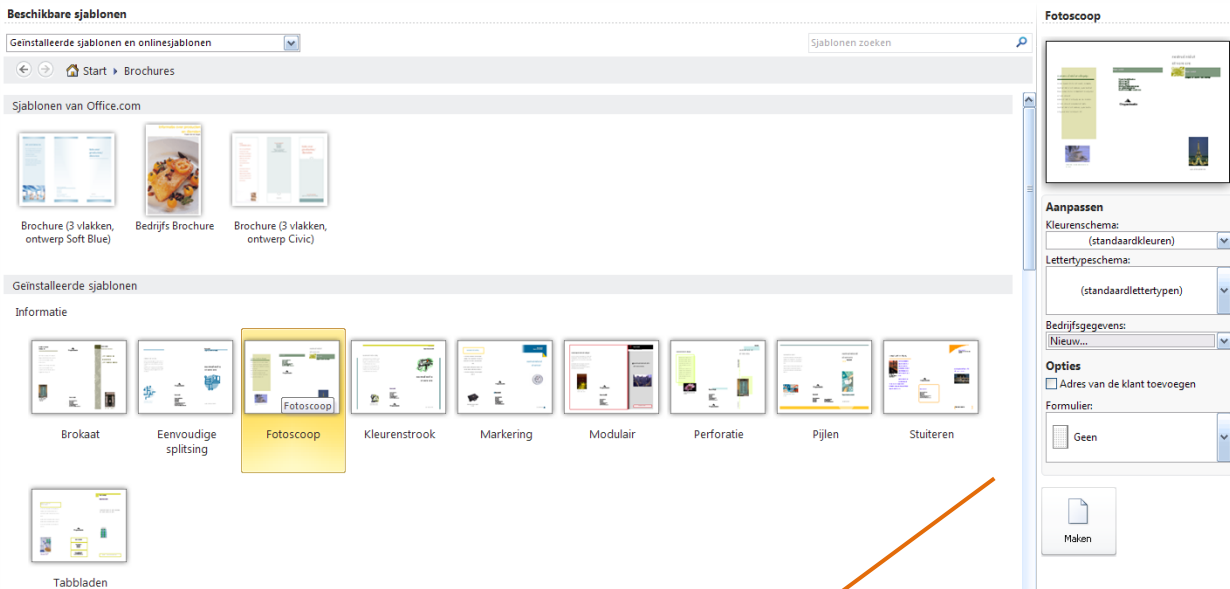 Beschikbare sjablonen
Geïnstalleerde sjablonen en onlinesjablonen
Sjablonen zoeken
Start
Brochures
Sjablonen van Office.com
Brochure (3 vlakken,
ontwerp Soft Blue)
Bedrijfs Brochure
Brochure (3 vlakken,
ontwerp Civic)
Geïnstalleerde sjablonen
Informatie
Fotoscoop
Brokaat
Eenvoudige
splitsing
Fotoscoop
Kleurenstrook
Markering
Modulair
Perforatie
Pijlen
Stuiteren
Tabbladen
Fotoscoop
Aanpassen
Kleurenschema:
(standaardkleuren)
Lettertypeschema:
(standaardlettertypen)
Bedrijfsgegevens:
Nieuw...
Opties
Adres van de klant toevoegen
Formulier:
Geen
Maken